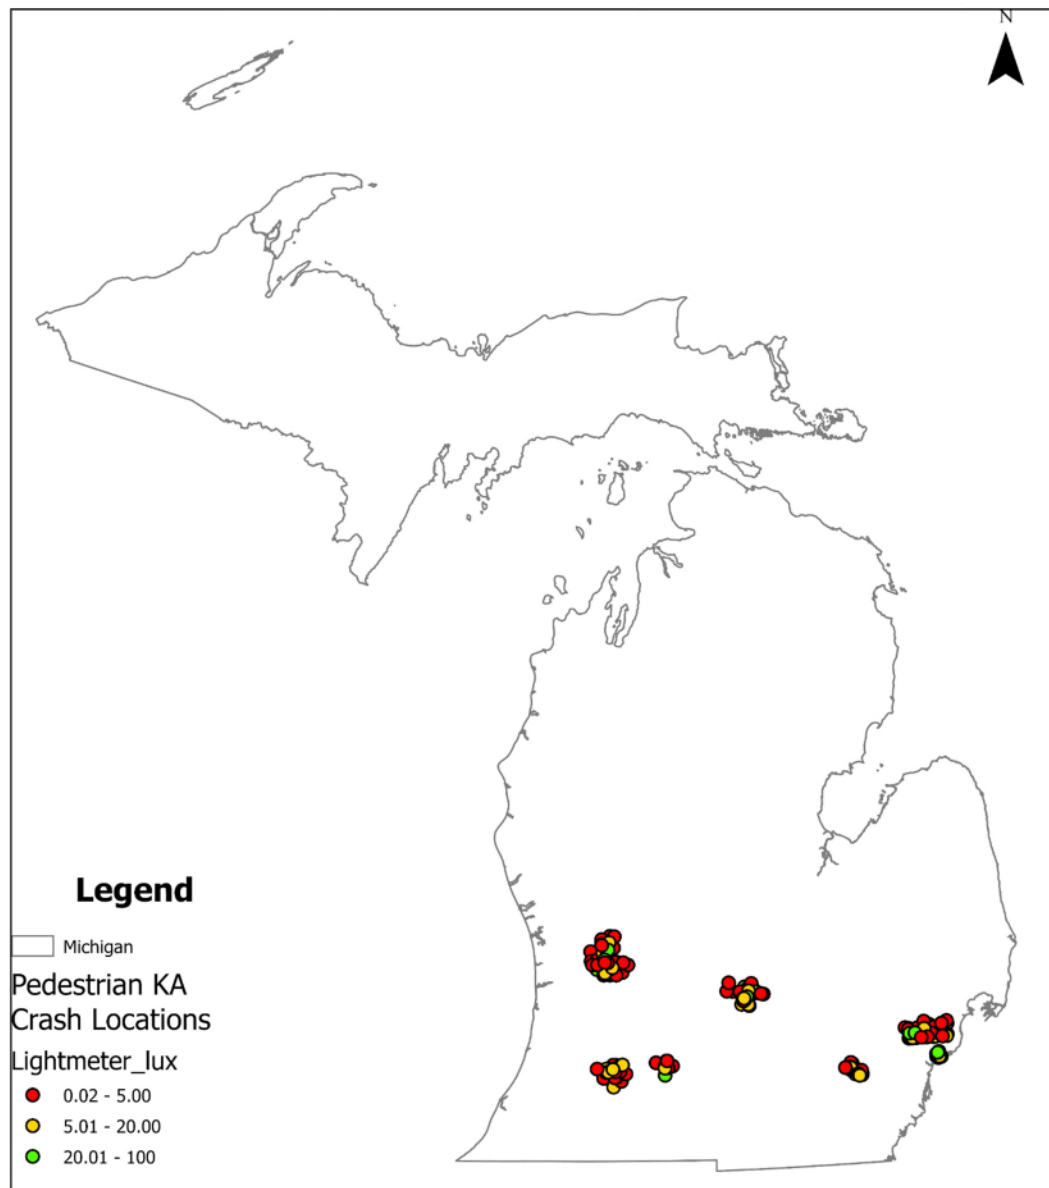 N
Legend
Michigan
Pedestrian KA
Crash Locations
Lightmeter_lux
0.02 - 5.00
5.01 - 20.00
20.01 - 100